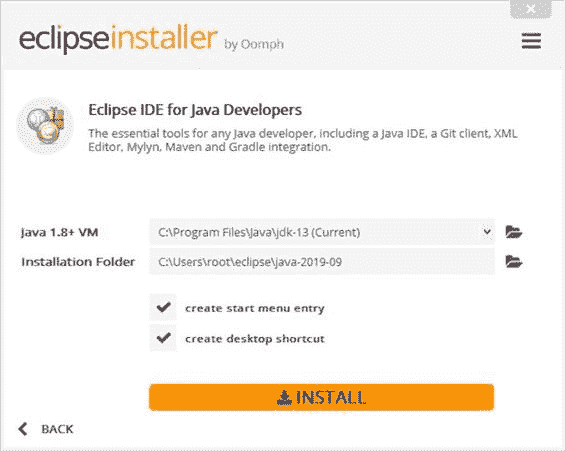 eclipseinstaller by Oomph
Eclipse IDE for Java Developers
The essential tools for any Java developer, including a Java IDE, a Git client, XML
Editor, Mylyn, Maven and Gradle integration.
Java 1.8+ VM C:\Program Files\Java\jdk-13 (Current)
Installation Folder C:\Users\root\eclipse\java-2019-09
create start menu entry
create desktop shortcut
INSTALL
BACK